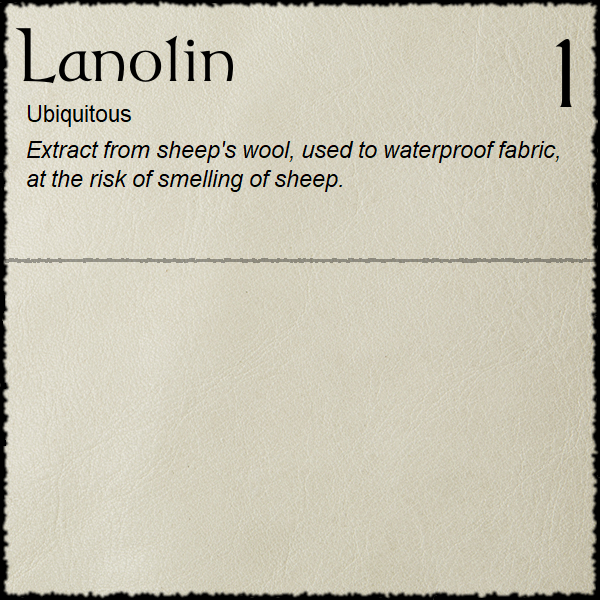 Lanolin
1
Ubiquitous
Extract from sheep's wool, used to waterproof fabric,
at the risk of smelling of sheep.